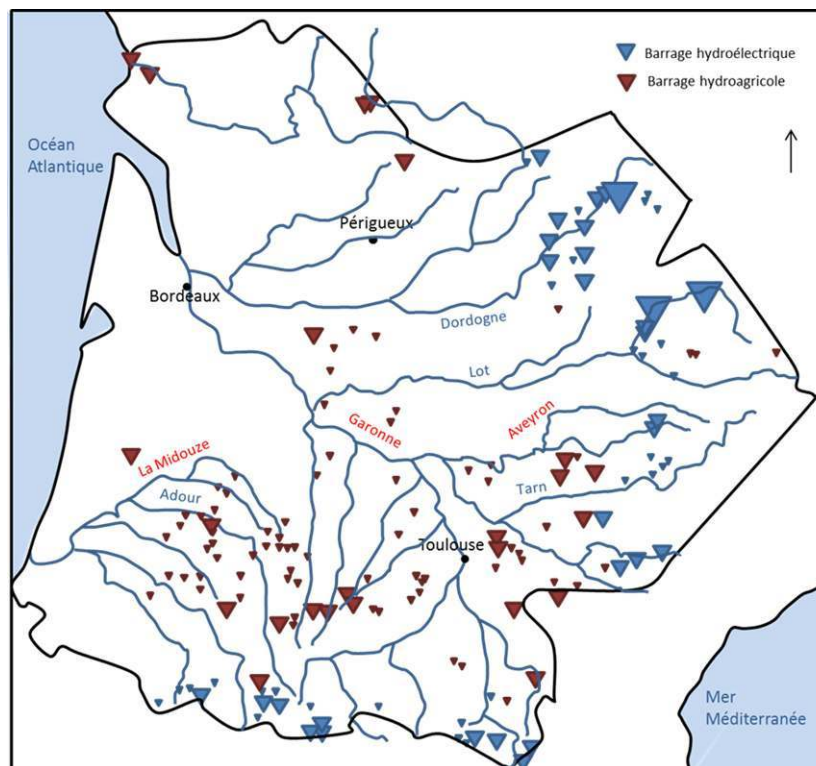 Barrage hydroélectrique
Barrage hydroagricole
Océan
Atlantique
Périgueux
Bordeaux
Dordogne
Lot
Garonne
Aveyron
La Midouze
Adour
Tarn
Toulouse
Mer
Méditerranée